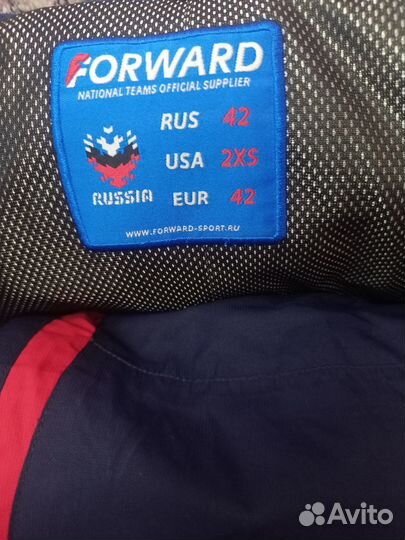 FORWARD
NATIONAL TEAMS OFFICIAL SUPPLIER
RUS 42
USA 2XS
EUR 42
RUSSIA
WWW.FORWARD-SPORT.RU
Avito